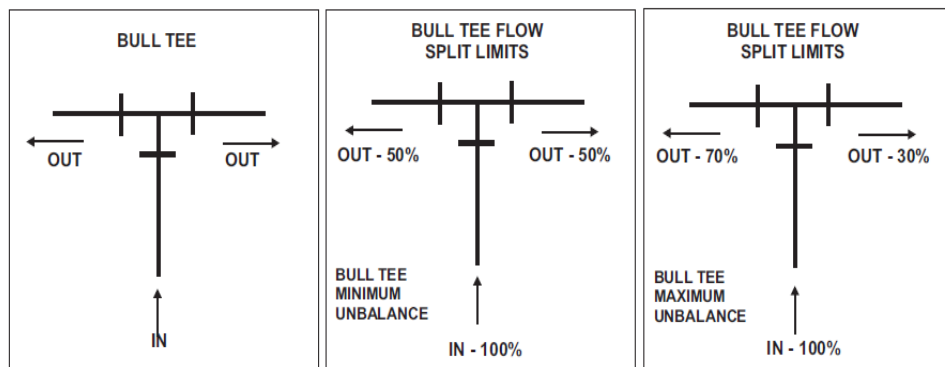 BULL TEE
OUT
OUT
IN
BULL TEE FLOW
SPLIT LIMITS
OUT - 50%
OUT - 50%
BULL TEE
MINIMUM
UNBALANCE
IN - 100%
BULL TEE FLOW
SPLIT LIMITS
OUT - 70%
OUT - 30%
BULL TEE
MAXIMUM
UNBALANCE
IN - 100%